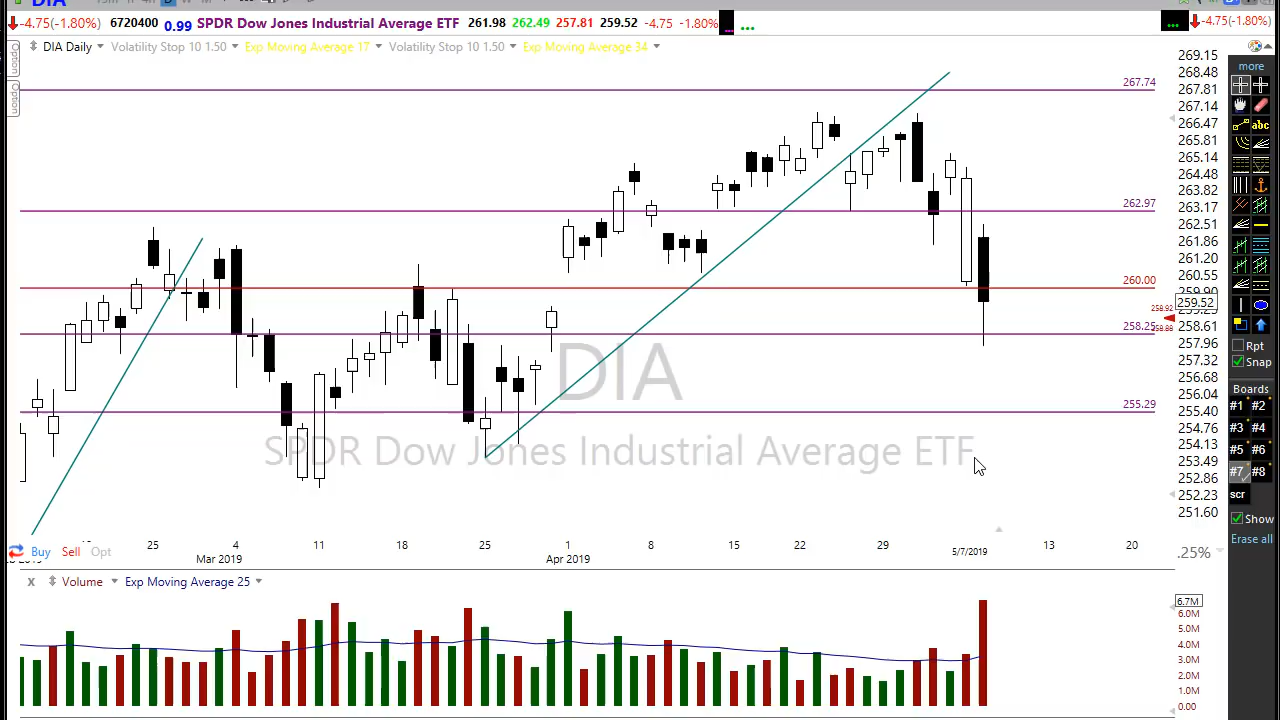 DIA
-4.75(-1.80%) 6720400 0.99 SPDR Dow Jones Industrial Average ETF 261.98 262.49 257.81 259.52 -4.75 -1.80% ... ... ... -4.75(-1.80%)
DIA Daily Volatility Stop 10 1.50 Exp Moving Average 17 Volatility Stop 10 1.50 Exp Moving Average 34
Option
Option
269.15
268.48
267.81
267.14
266.47
265.81
265.14
264.48
263.82
263.17
262.51
261.86
261.20
260.55
259.90
259.52
258.61
257.96
257.32
256.68
256.04
255.40
254.76
254.13
253.49
252.86
252.23
251.60
267.74
262.97
260.00
258.92
258.25
258.88
255.29
DIA
SPDR Dow Jones Industrial Average ETF
more
abc
Rpt
Snap
Boards
#1 #2
#3 #4
#5 #6
#7 #8
scr
Show
Erase all
25 4 11 18 25 1 8 15 22 29 5/7/2019 13 20
Mar 2019 Apr 2019
Buy Sell Opt
.25%
X Volume Exp Moving Average 25
6.7M
6.0M
5.0M
4.0M
3.0M
2.0M
1.0M
0.00